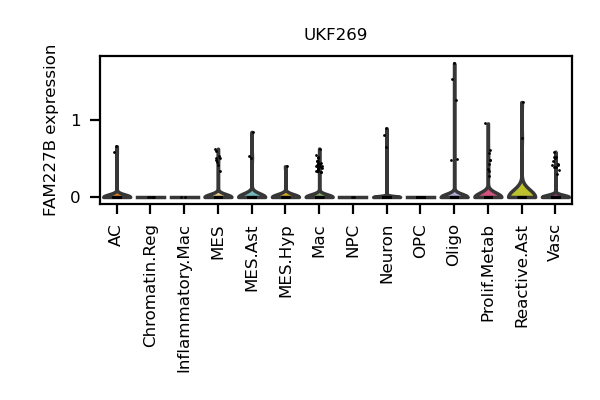 UKF269
FAM227B expression
1
0
AC
Chromatin.Reg
Inflammatory.Mac
MES
MES.Ast
MES.Hyp
Mac
NPC
Neuron
OPC
Oligo
Prolif.Metab
Reactive.Ast
Vasc